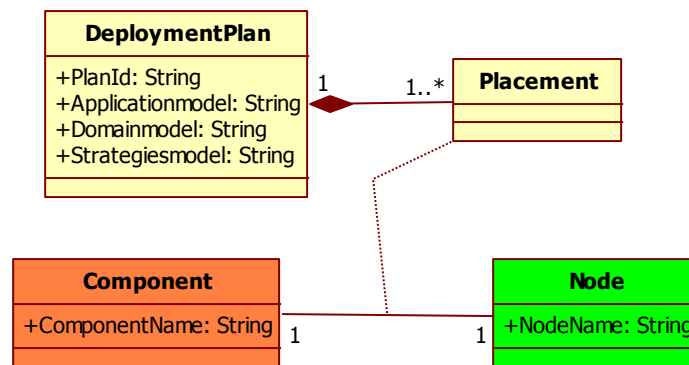 DeploymentPlan
+PlanId: String
+Applicationmodel: String
+Domainmodel: String
+Strategiesmodel: String
1
1..*
Placement
Component
+ComponentName: String
1
1
Node
+NodeName: String